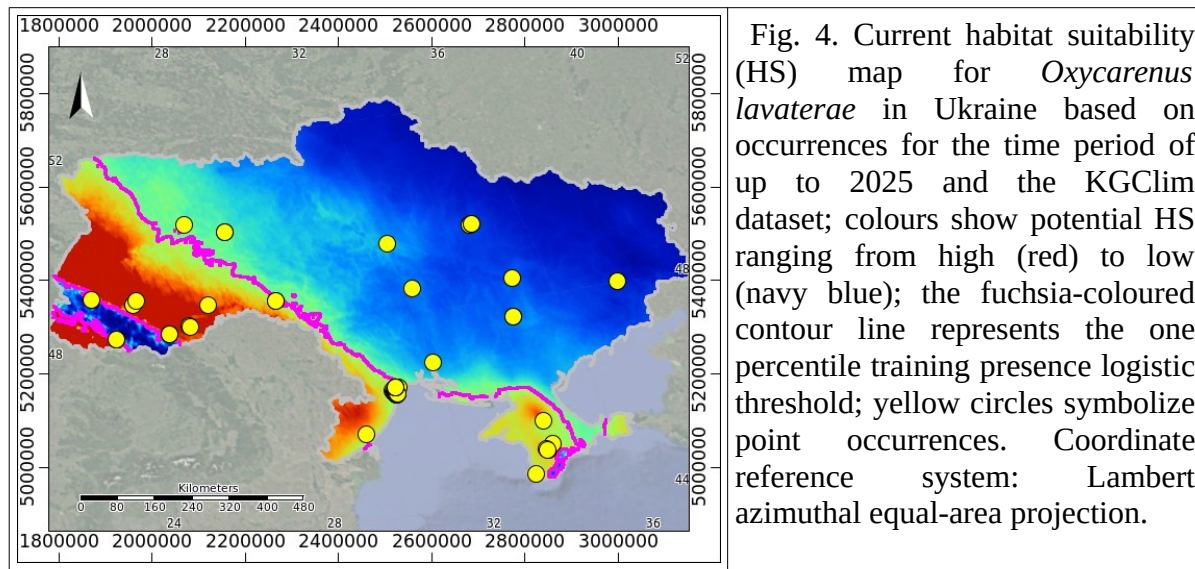 1800000 2000000 2200000 2400000 2600000 2800000 3000000
28 36 40 52
5800000 5800000
52
5600000 5600000
48
5400000 5400000
48
5200000 5200000
5000000 5000000
44
Kilometers
0 80 160 240 320 400 480
24 28 32 36
1800000 2000000 2200000 2400000 2600000 2800000 3000000
Fig. 4. Current habitat suitability
(HS) map for Oxycarenus
lavaterae in Ukraine based on
occurrences for the time period of
up to 2025 and the KGClim
dataset; colours show potential HS
ranging from high (red) to low
(navy blue); the fuchsia-coloured
contour line represents the one
percentile training presence logistic
threshold; yellow circles symbolize
point occurrences. Coordinate
reference system: Lambert
azimuthal equal-area projection.